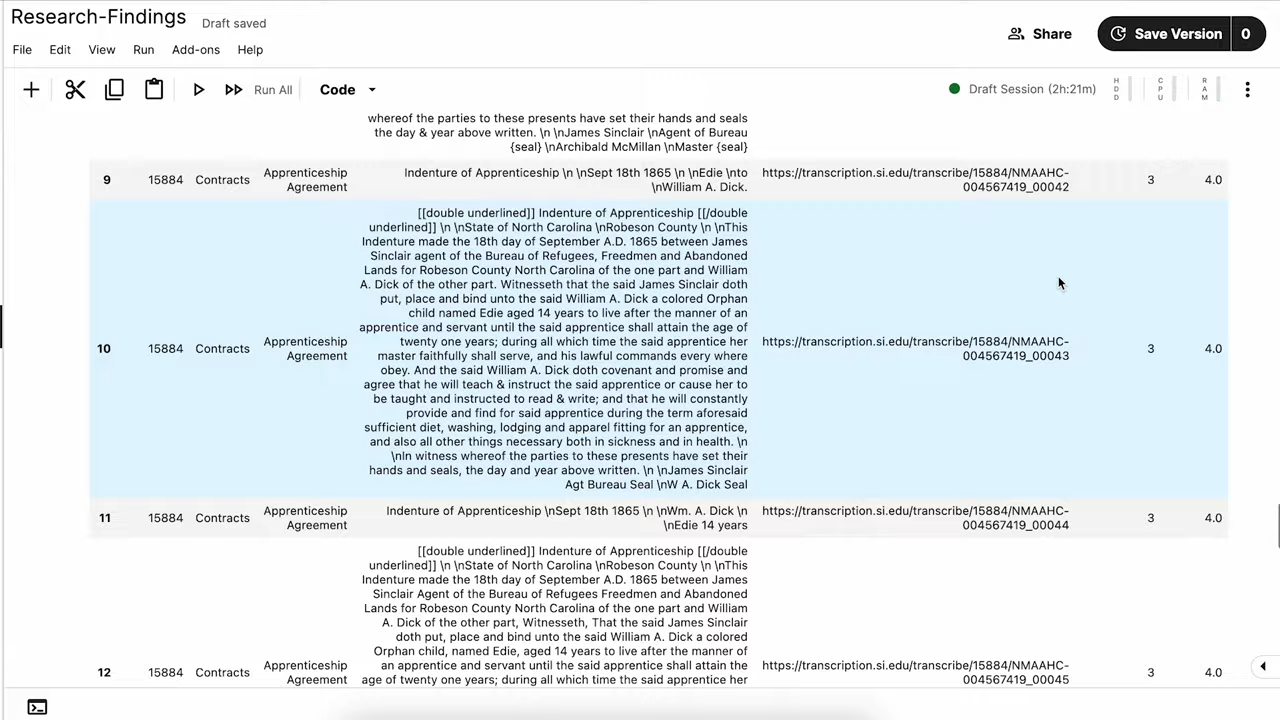 Research-Findings
Draft saved
File Edit View Run Add-ons Help
Share
Save Version 0
Run All
Code
Draft Session (2h:21m)
HDD
CPU
RAM
whereof the parties to these presents have set their hands and seals
the day & year above written. \n \nJames Sinclair \nAgent of Bureau
{seal} \nArchibald McMillan \nMaster {seal}
9
15884
Contracts
Apprenticeship
Agreement
Indenture of Apprenticeship \n \nSept 18th 1865 \n \nEdie \nto
\nWilliam A. Dick.
https://transcription.si.edu/transcribe/15884/NMAAHC-
004567419_00042
3
4.0
10
15884
Contracts
Apprenticeship
Agreement
[[double underlined]] Indenture of Apprenticeship [[/double
underlined]] \n \nState of North Carolina \nRobeson County \n \nThis
Indenture made the 18th day of September A.D. 1865 between James
Sinclair agent of the Bureau of Refugees, Freedmen and Abandoned
Lands for Robeson County North Carolina of the one part and William
A. Dick of the other part. Witnesseth that the said James Sinclair doth
put, place and bind unto the said William A. Dick a colored Orphan
child named Edie aged 14 years to live after the manner of an
apprentice and servant until the said apprentice shall attain the age of
twenty one years; during all which time the said apprentice her
master faithfully shall serve, and his lawful commands every where
obey. And the said William A. Dick doth covenant and promise and
agree that he will teach & instruct the said apprentice or cause her to
be taught and instructed to read & write; and that he will constantly
provide and find for said apprentice during the term aforesaid
sufficient diet, washing, lodging and apparel fitting for an apprentice,
and also all other things necessary both in sickness and in health. \n
\nIn witness whereof the parties to these presents have set their
hands and seals, the day and year above written. \n \nJames Sinclair
Agt Bureau Seal \nW A. Dick Seal
https://transcription.si.edu/transcribe/15884/NMAAHC-
004567419_00043
3
4.0
11
15884
Contracts
Apprenticeship
Agreement
Indenture of Apprenticeship \nSept 18th 1865 \n \nWm. A. Dick \n
\nEdie 14 years
https://transcription.si.edu/transcribe/15884/NMAAHC-
004567419_00044
3
4.0
12
15884
Contracts
Apprenticeship
Agreement
[[double underlined]] Indenture of Apprenticeship [[/double
underlined]] \n \nState of North Carolina \nRobeson County \n \nThis
Indenture made the 18th day of September A.D. 1865 between James
Sinclair Agent of the Bureau of Refugees Freedmen and Abandoned
Lands for Robeson County North Carolina of the one part and William
A. Dick of the other part, Witnesseth, That the said James Sinclair
doth put, place and bind unto the said William A. Dick a colored
Orphan child, named Edie, aged 14 years to live after the manner of
an apprentice and servant until the said apprentice shall attain the
age of twenty one years; during all which time the said apprentice her
https://transcription.si.edu/transcribe/15884/NMAAHC-
004567419_00045
3
4.0